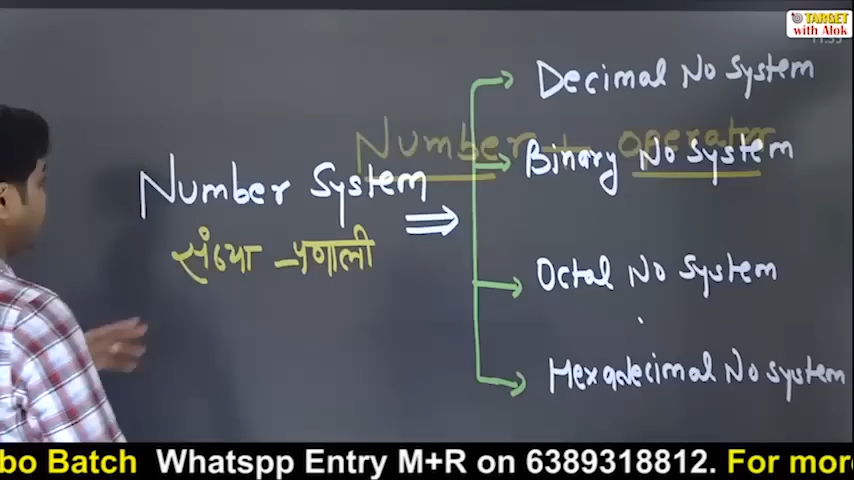 TARGET
with Alok
Decimal No System
Number + operator
Binary No System
Number System
⇒
संख्या - प्रणाली
Octal No System
Hexadecimal No System
bo Batch Whatspp Entry M+R on 6389318812. For more